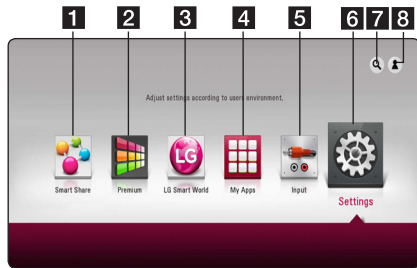 1 2 3 4 5 6 7 8
Adjust settings according to users environment.
LG
Smart Share Premium LG Smart World My Apps Input Settings